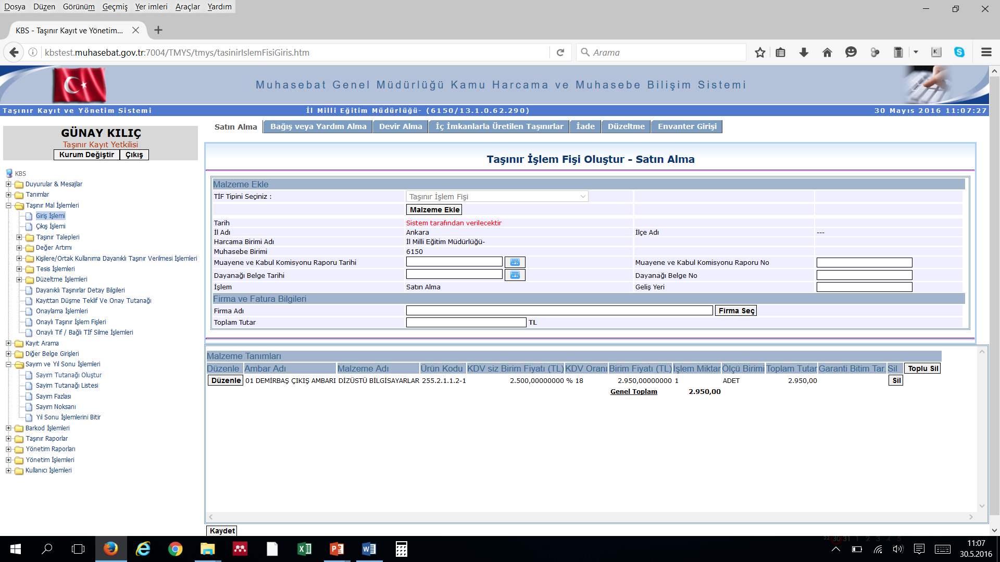 Dosya Düzen Görünüm Geçmiş Yer imleri Araçlar Yardım
KBS - Taşınır Kayıt ve Yönetim...
kbstest.muhasebat.gov.tr:7004/TMYS/tmys/tasinirIslemFisiGiris.htm
Arama
Muhasebat Genel Müdürlüğü Kamu Harcama ve Muhasebe Bilişim Sistemi
Taşınır Kayıt ve Yönetim Sistemi İl Milli Eğitim Müdürlüğü- (6150/13.1.0.62.290) 30 Mayıs 2016 11:07:27
GÜNAY KILIÇ
Taşınır Kayıt Yetkilisi
Kurum Değiştir Çıkış
KBS
Duyurular & Mesajlar
Tanımlar
Taşınır Mal İşlemleri
Giriş İşlemi
Çıkış İşlemi
Taşınır Talepleri
Değer Artımı
Kişilere/Ortak Kullanıma Dayanıklı Taşınır Verilmesi İşlemleri
Tesis İşlemleri
Düzeltme İşlemleri
Dayanıklı Taşınırlar Detay Bilgileri
Kayıttan Düşme Teklif Ve Onay Tutanağı
Onaylama İşlemleri
Onaylı Taşınır İşlem Fişleri
Onaylı Tif / Bağlı TİF Silme İşlemleri
Kayıt Arama
Diğer Belge Girişleri
Sayım ve Yıl Sonu İşlemleri
Sayım Tutanağı Oluştur
Sayim Tutanağı Listesi
Sayım Fazlası
Sayım Noksanı
Yıl Sonu İşlemlerini Bitir
Barkod İşlemleri
Taşınır Raporlar
Yönetim Raporları
Yönetim İşlemleri
Kullanıcı İşlemleri
Satın Alma Bağış veya Yardım Alma Devir Alma İç İmkanlarla Üretilen Taşınırlar İade Düzeltme Envanter Girişi
Taşınır İşlem Fişi Oluştur - Satın Alma
Malzeme Ekle
TİF Tipini Seçiniz : Taşınır İşlem Fişi
Malzeme Ekle
Tarih Sistem tarafından verilecektir
İl Adı Ankara İlçe Adı ---
Harcama Birimi Adı İl Milli Eğitim Müdürlüğü-
Muhasebe Birimi 6150
Muayene ve Kabul Komisyonu Raporu Tarihi Muayene ve Kabul Komisyonu Raporu No
Dayanağı Belge Tarihi Dayanağı Belge No
İşlem Satın Alma Geliş Yeri
Firma ve Fatura Bilgileri
Firma Adı Firma Seç
Toplam Tutar TL
Malzeme Tanımları
Düzenle Ambar Adı Malzeme Adı Ürün Kodu KDV siz Birim Fiyatı (TL) KDV Oranı Birim Fiyatı (TL) İşlem Miktar Ölçü Birimi Toplam Tutar Garanti Bitim Tar. Sil Toplu Sil
Düzenle 01 DEMİRBAŞ ÇIKIŞ AMBARI DİZÜSTÜ BİLGİSAYARLAR 255.2.1.1.2-1 2.500,00000000 % 18 2.950,00000000 1 ADET 2.950,00 Sil
Genel Toplam 2.950,00
Kaydet
11:07
30.5.2016